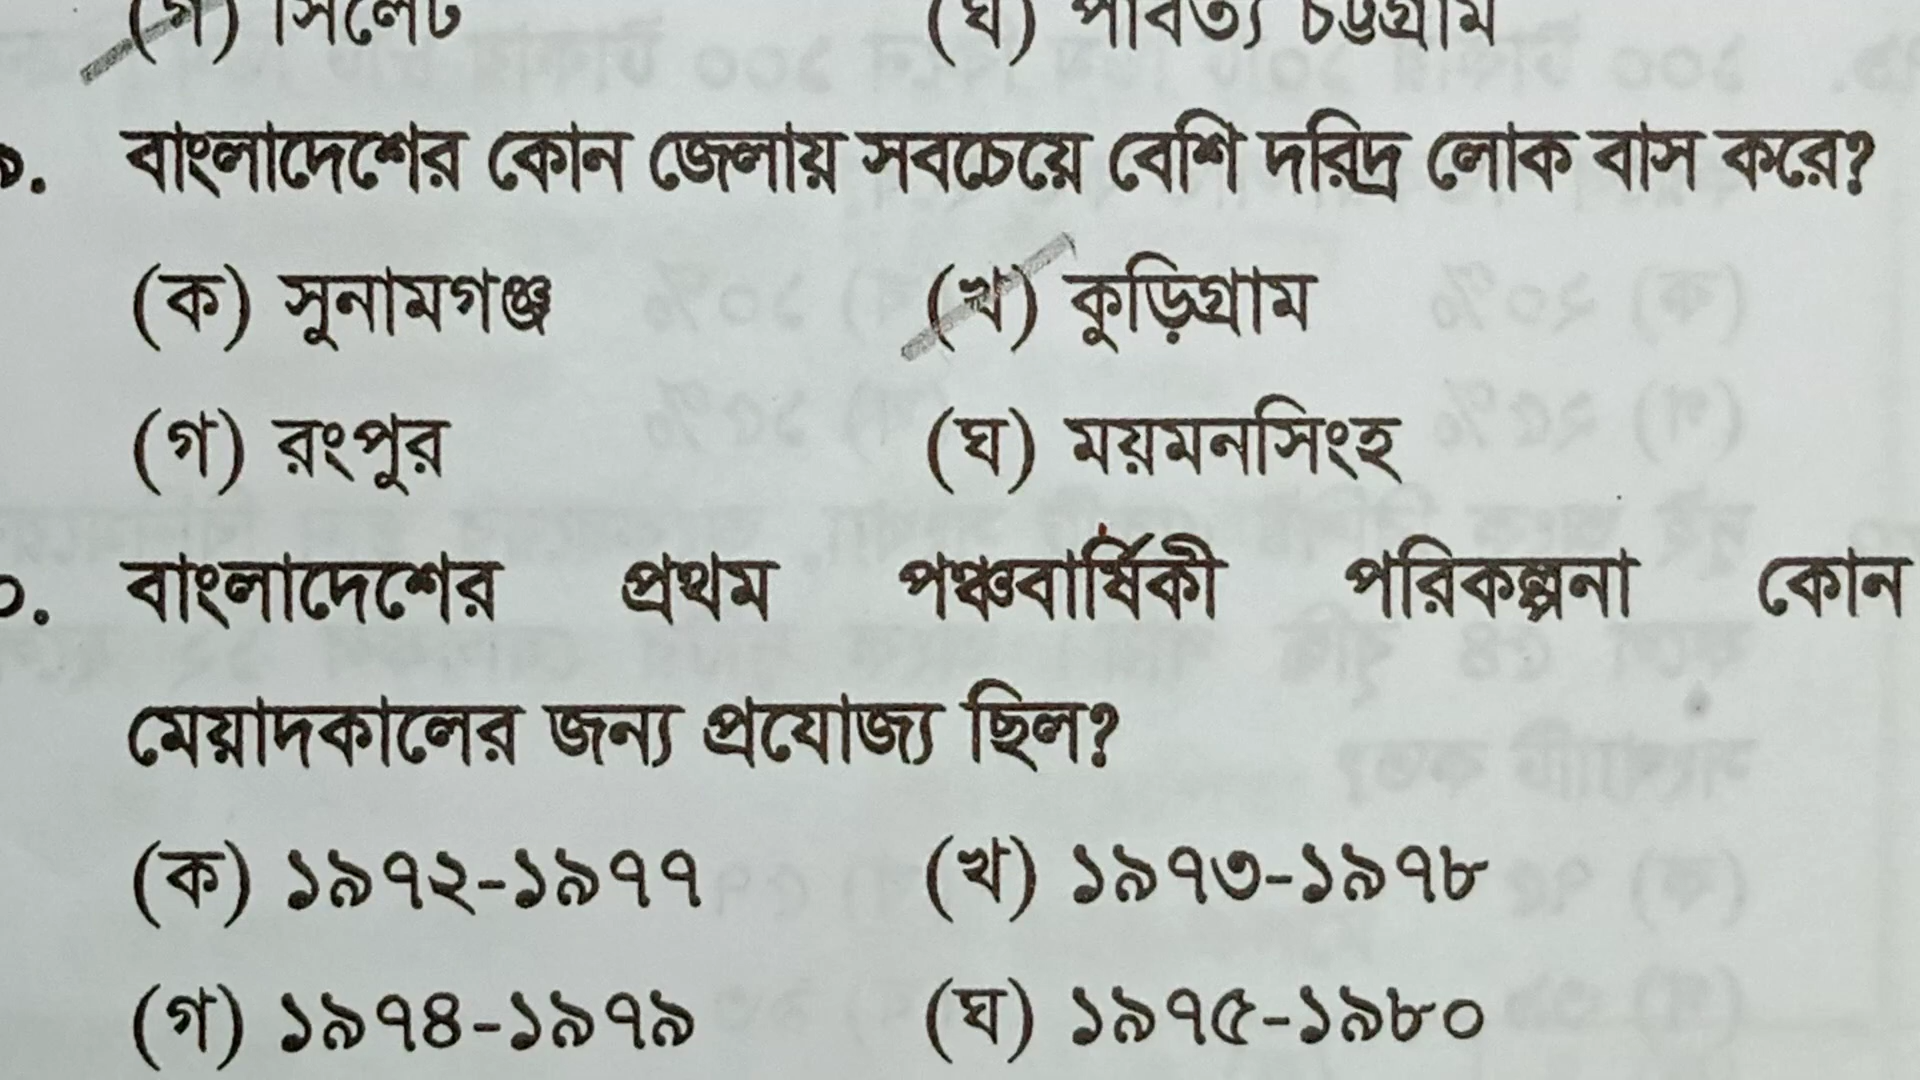 (গ) সিলেট (ঘ) পার্বত্য চট্টগ্রাম
বাংলাদেশের কোন জেলায় সবচেয়ে বেশি দরিদ্র লোক বাস করে?
(ক) সুনামগঞ্জ (খ) কুড়িগ্রাম
(গ) রংপুর (ঘ) ময়মনসিংহ
০. বাংলাদেশের প্রথম পঞ্চবার্ষিকী পরিকল্পনা কোন
মেয়াদকালের জন্য প্রযোজ্য ছিল?
(ক) ১৯৭২-১৯৭৭ (খ) ১৯৭৩-১৯৭৮
(গ) ১৯৭৪-১৯৭৯ (ঘ) ১৯৭৫-১৯৮০